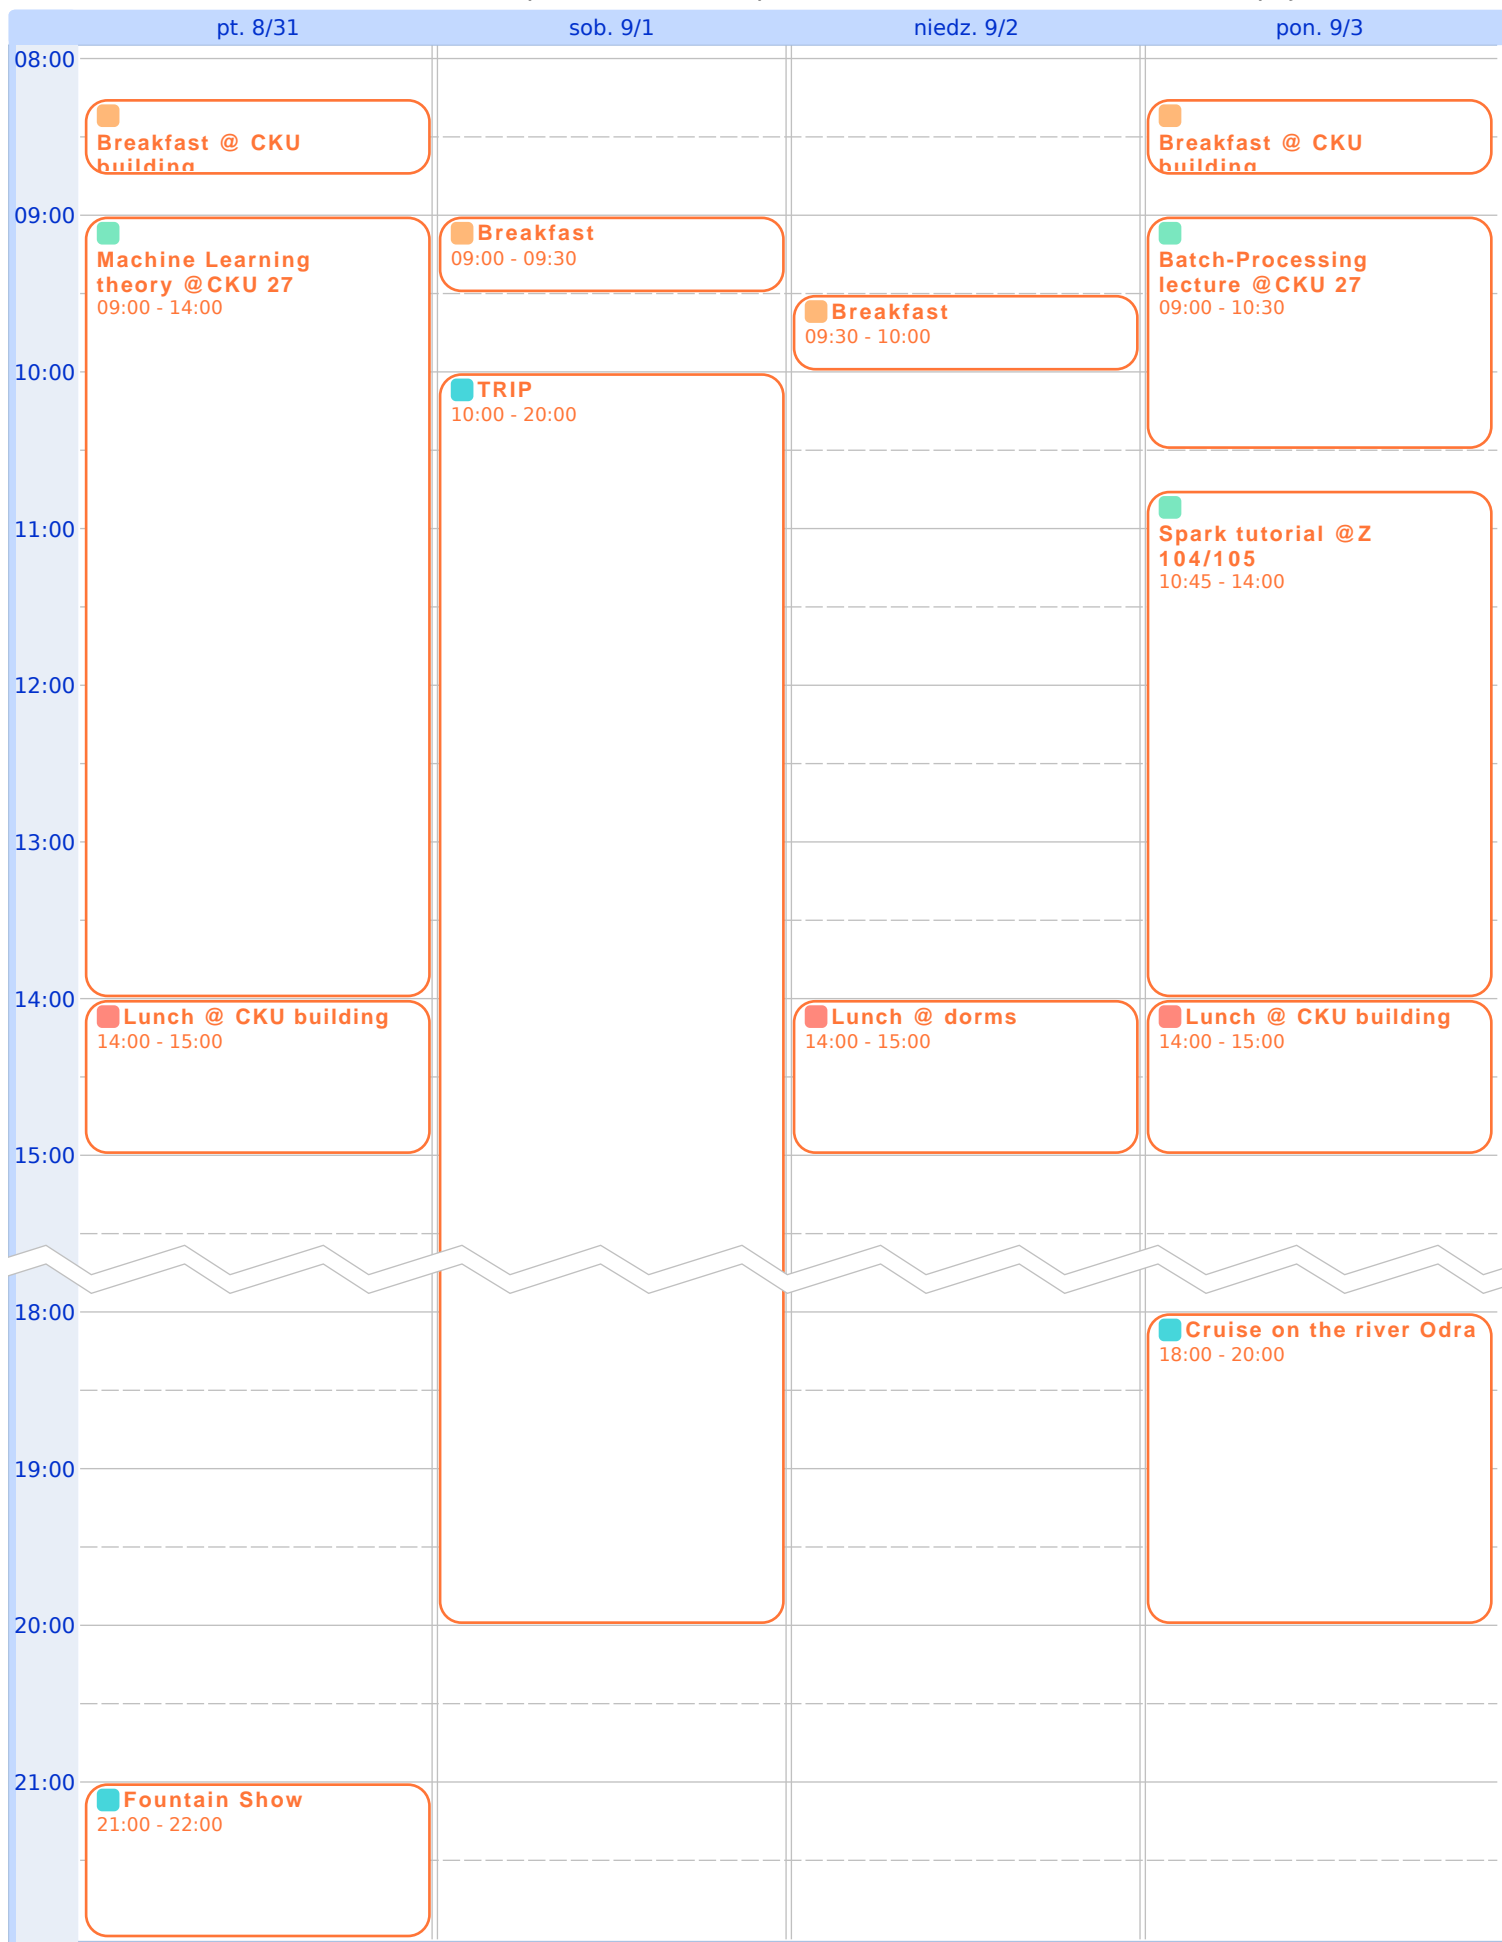 pt. 8/31
sob. 9/1
niedz. 9/2
pon. 9/3
08:00
09:00
10:00
11:00
12:00
13:00
14:00
15:00
18:00
19:00
20:00
21:00
Breakfast @ CKU
building
Machine Learning
theory @CKU 27
09:00 - 14:00
Lunch @ CKU building
14:00 - 15:00
Fountain Show
21:00 - 22:00
Breakfast
09:00 - 09:30
TRIP
10:00 - 20:00
Breakfast
09:30 - 10:00
Lunch @ dorms
14:00 - 15:00
Breakfast @ CKU
building
Batch-Processing
lecture @CKU 27
09:00 - 10:30
Spark tutorial @Z
104/105
10:45 - 14:00
Lunch @ CKU building
14:00 - 15:00
Cruise on the river Odra
18:00 - 20:00